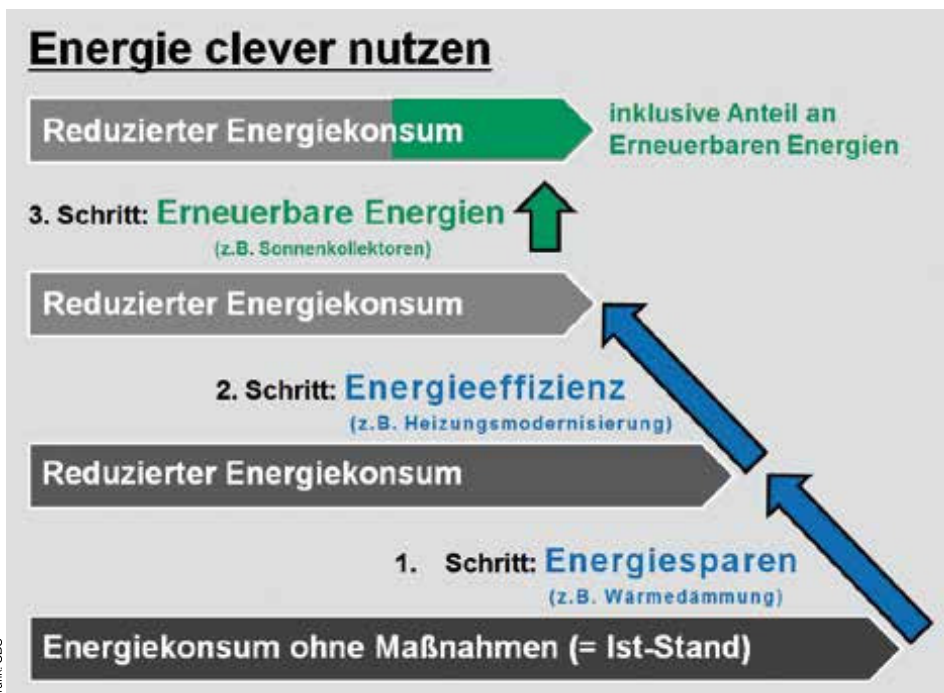 Energie clever nutzen
Reduzierter Energiekonsum
inklusive Anteil an
Erneuerbaren Energien
3. Schritt: Erneuerbare Energien
(z.B. Sonnenkollektoren)
Reduzierter Energiekonsum
2. Schritt: Energieeffizienz
(z.B. Heizungsmodernisierung)
Reduzierter Energiekonsum
1. Schritt: Energiesparen
(z.B. Wärmedämmung)
Energiekonsum ohne Maßnahmen (= Ist-Stand)